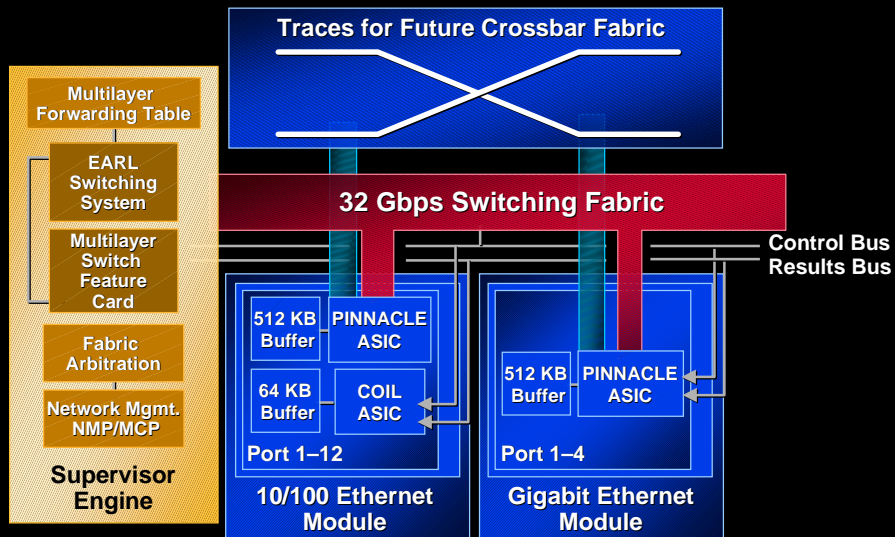 Traces for Future Crossbar Fabric
Multilayer
Forwarding Table
EARL
Switching
System
Multilayer
Switch
Feature
Card
Fabric
Arbitration
Network Mgmt.
NMP/MCP
Supervisor
Engine
32 Gbps Switching Fabric
Control Bus
Results Bus
512 KB
Buffer
PINNACLE
ASIC
64 KB
Buffer
COIL
ASIC
Port 1–12
10/100 Ethernet
Module
512 KB
Buffer
PINNACLE
ASIC
Port 1–4
Gigabit Ethernet
Module